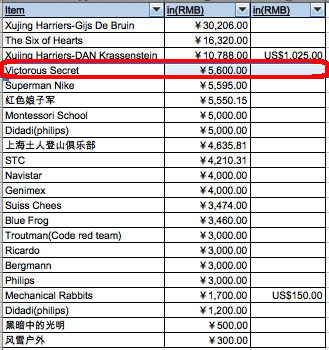 Item in(RMB) in(RMB)
Xujing Harriers-Gijs De Bruin ¥30,206.00
The Six of Hearts ¥16,320.00
Xujing Harriers-DAN Krassenstein ¥10,788.00 US$1,025.00
Victorous Secret ¥5,600.00
Superman Nike ¥5,595.00
红色娘子军 ¥5,550.15
Montessori School ¥5,000.00
Didadi(philips) ¥5,000.00
上海土人登山俱乐部 ¥4,635.81
STC ¥4,210.31
Navistar ¥4,000.00
Genimex ¥4,000.00
Suiss Chees ¥3,474.00
Blue Frog ¥3,460.00
Troutman(Code red team) ¥3,000.00
Ricardo ¥3,000.00
Bergmann ¥3,000.00
Philips ¥3,000.00
Mechanical Rabbits ¥1,700.00 US$150.00
Didadi(philips) ¥1,200.00
黑暗中的光明 ¥500.00
风雪户外 ¥300.00